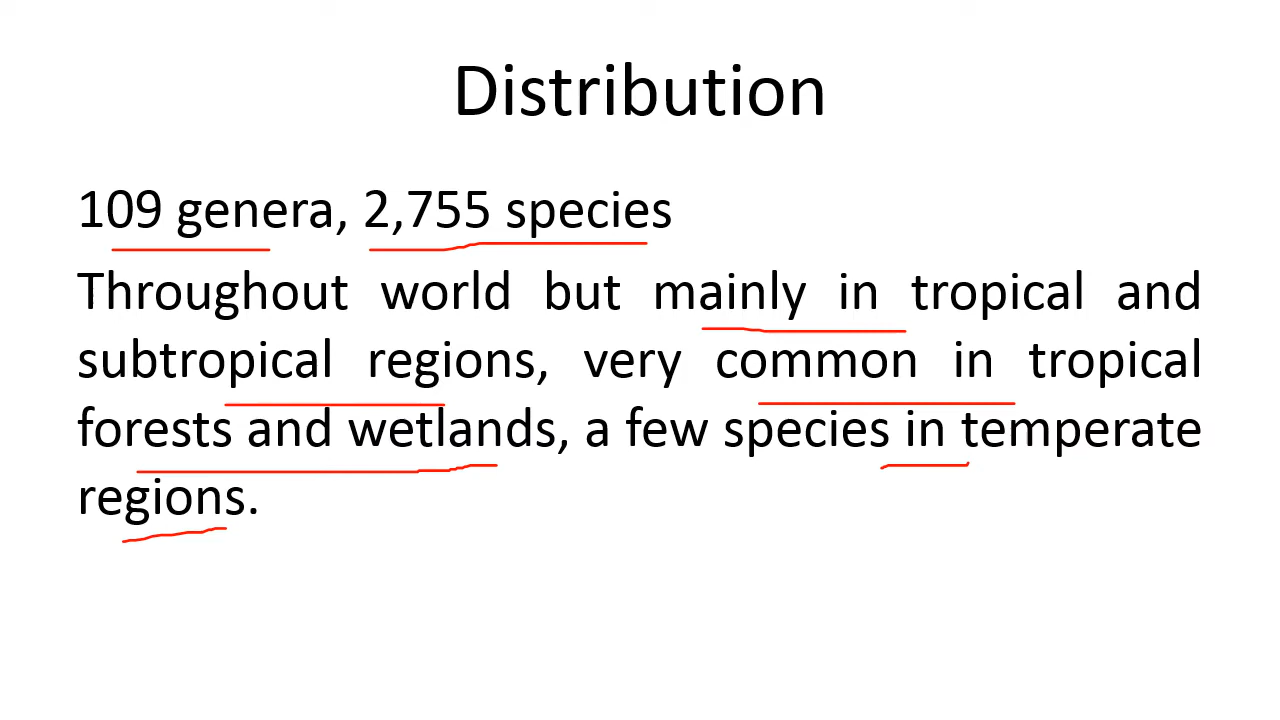 Distribution
109 genera, 2,755 species
Throughout world but mainly in tropical and
subtropical regions, very common in tropical
forests and wetlands, a few species in temperate
regions.